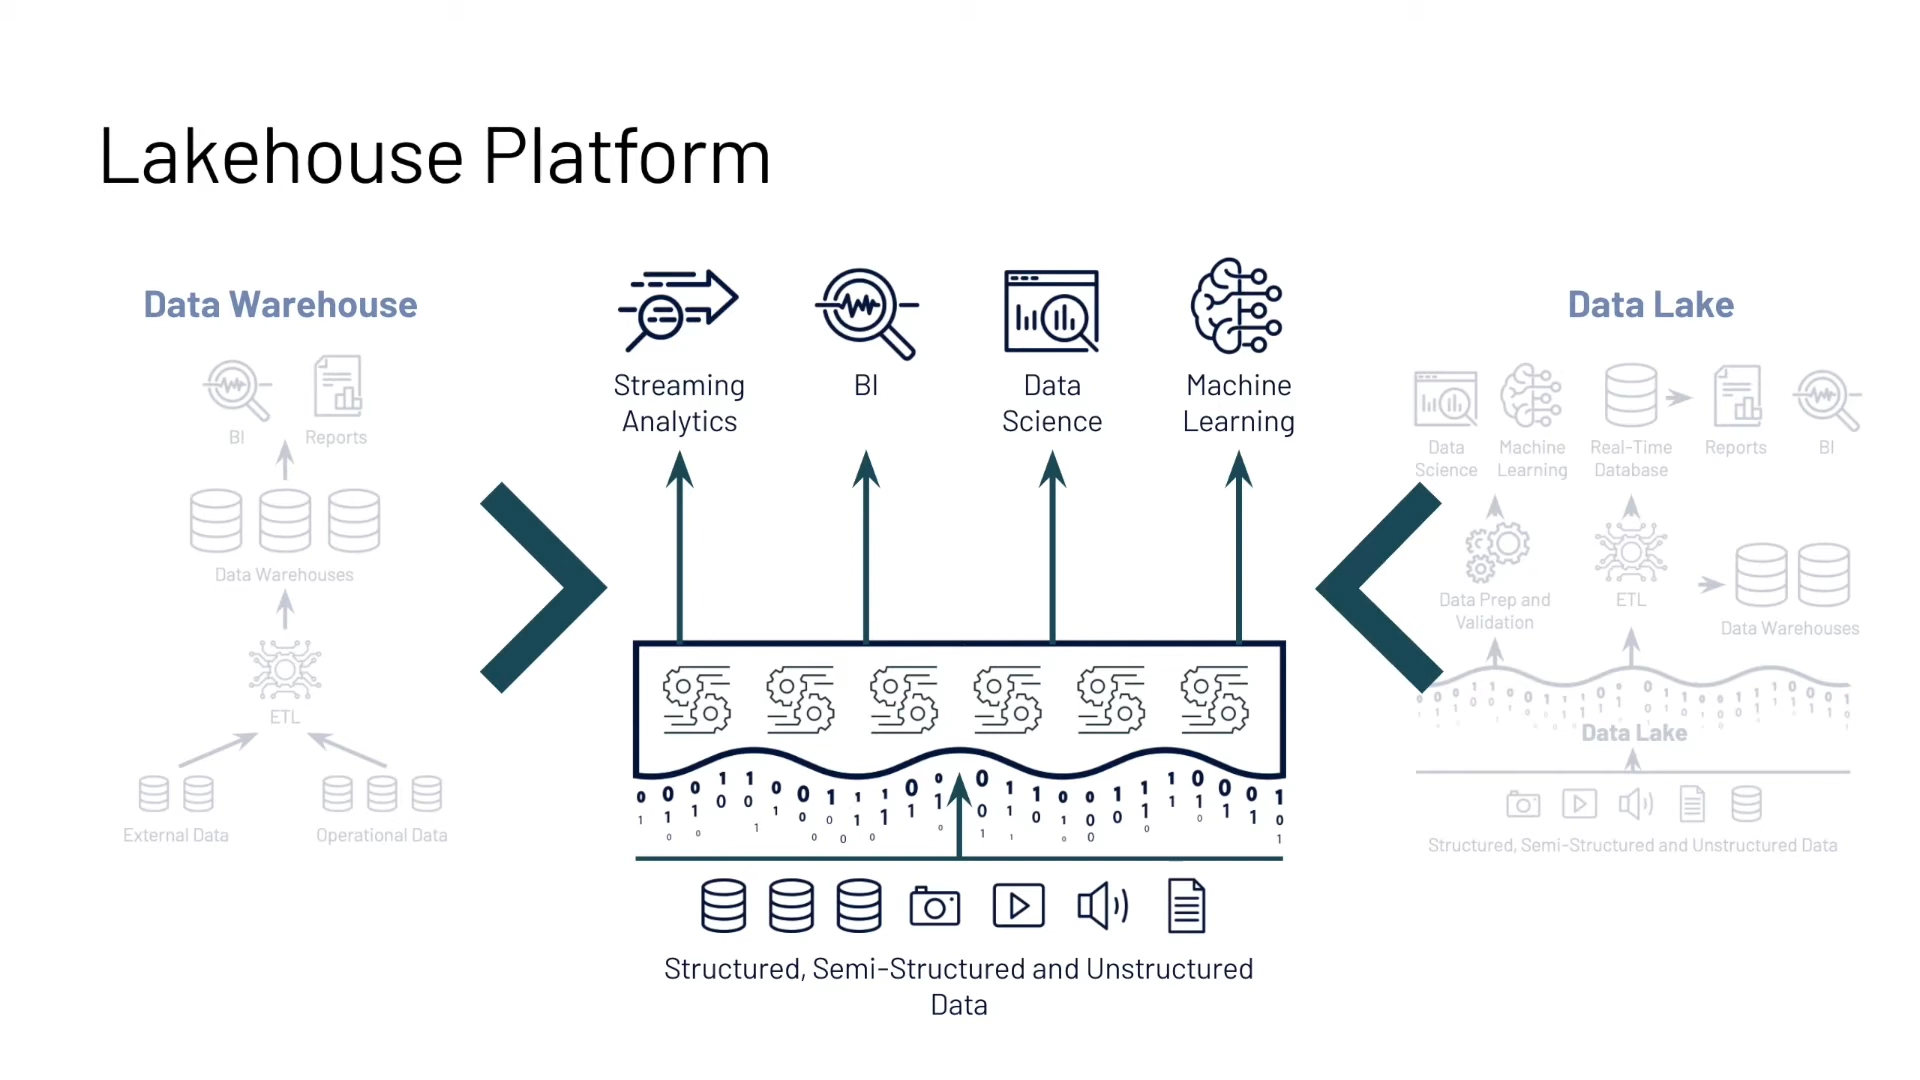 Lakehouse Platform
Data Warehouse
BI
Reports
Data Warehouses
ETL
External Data
Operational Data
Streaming
Analytics
BI
Data
Science
Machine
Learning
Structured, Semi-Structured and Unstructured
Data
Data Lake
Data
Science
Machine
Learning
Real-Time
Database
Reports
BI
Data Prep and
Validation
ETL
Data Warehouses
Data Lake
Structured, Semi-Structured and Unstructured Data